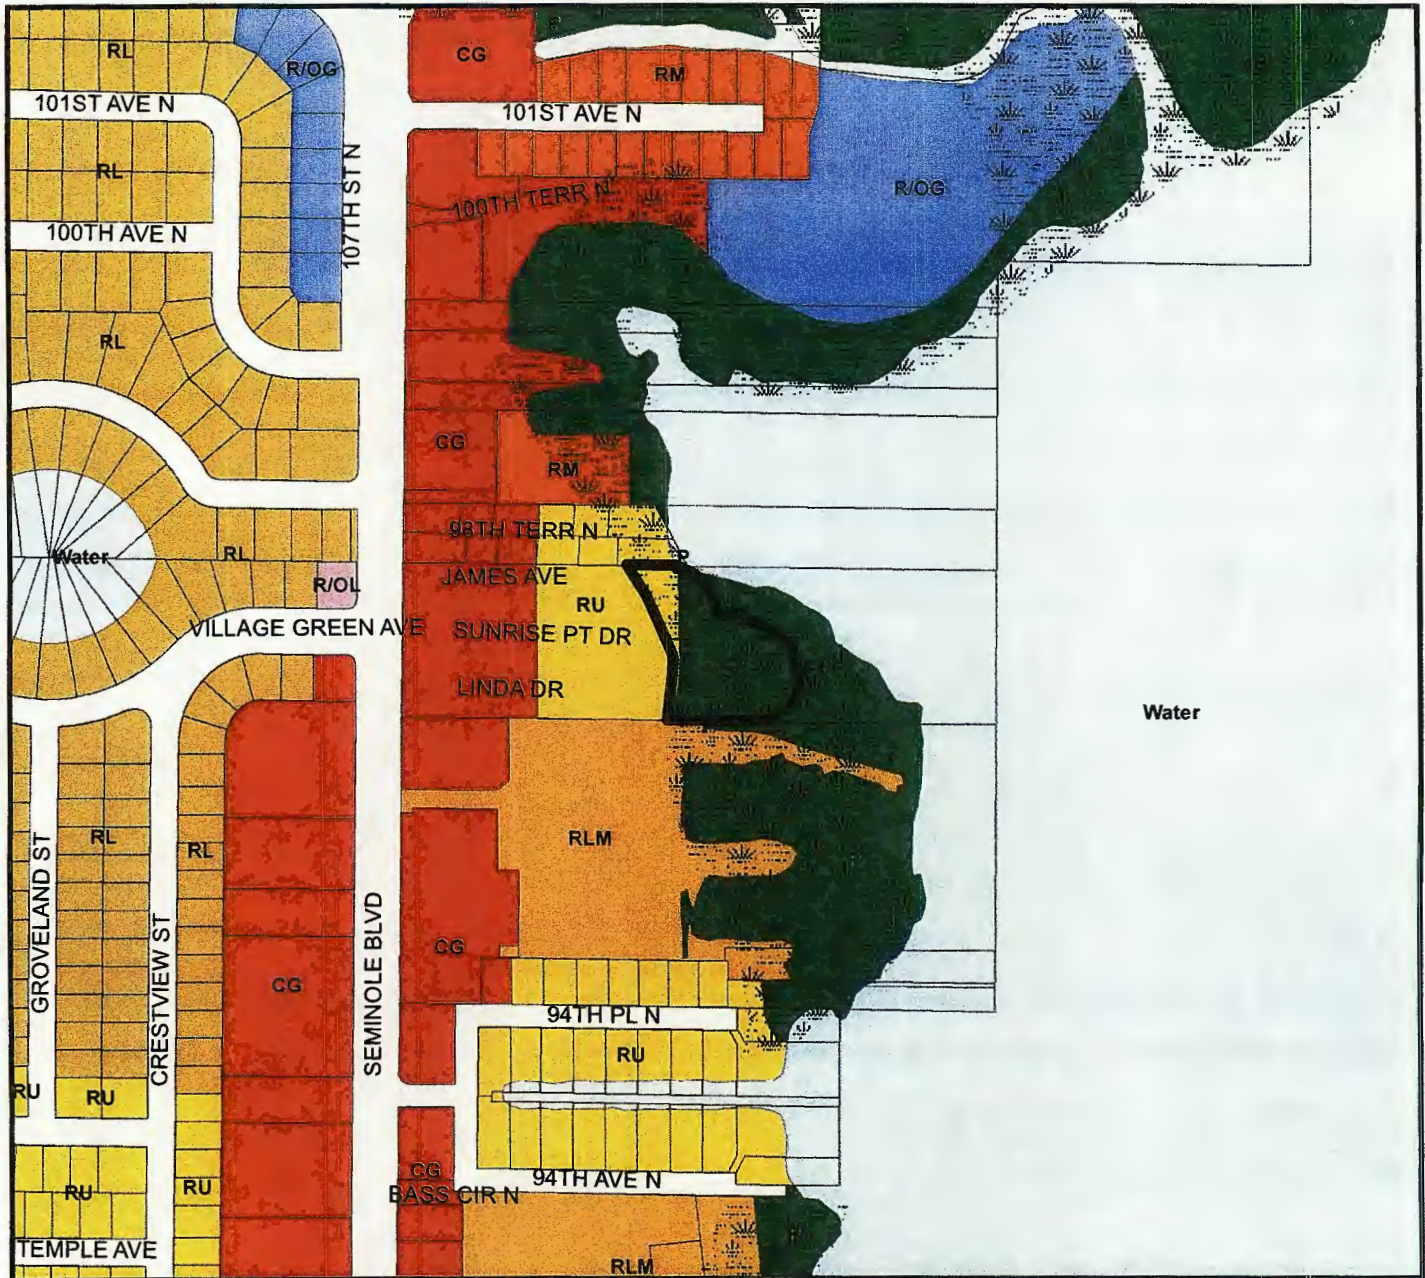 P
RL
CG
R/OG
RM
101ST AVE N
101ST AVE N
RL
R/OG
100TH TERR N
107TH ST N
100TH AVE N
RL
CG
RM
98TH TERR N
Water
RL
P
JAMES AVE
R/OL
RU
VILLAGE GREEN AVE
SUNRISE PT DR
LINDA DR
Water
RL
RL
RLM
GROVELAND ST
CRESTVIEW ST
SEMINOLE BLVD
CG
CG
94TH PL N
RU
RU
RU
CG
94TH AVE N
RU
RU
BASS CIR N
P
TEMPLE AVE
RLM